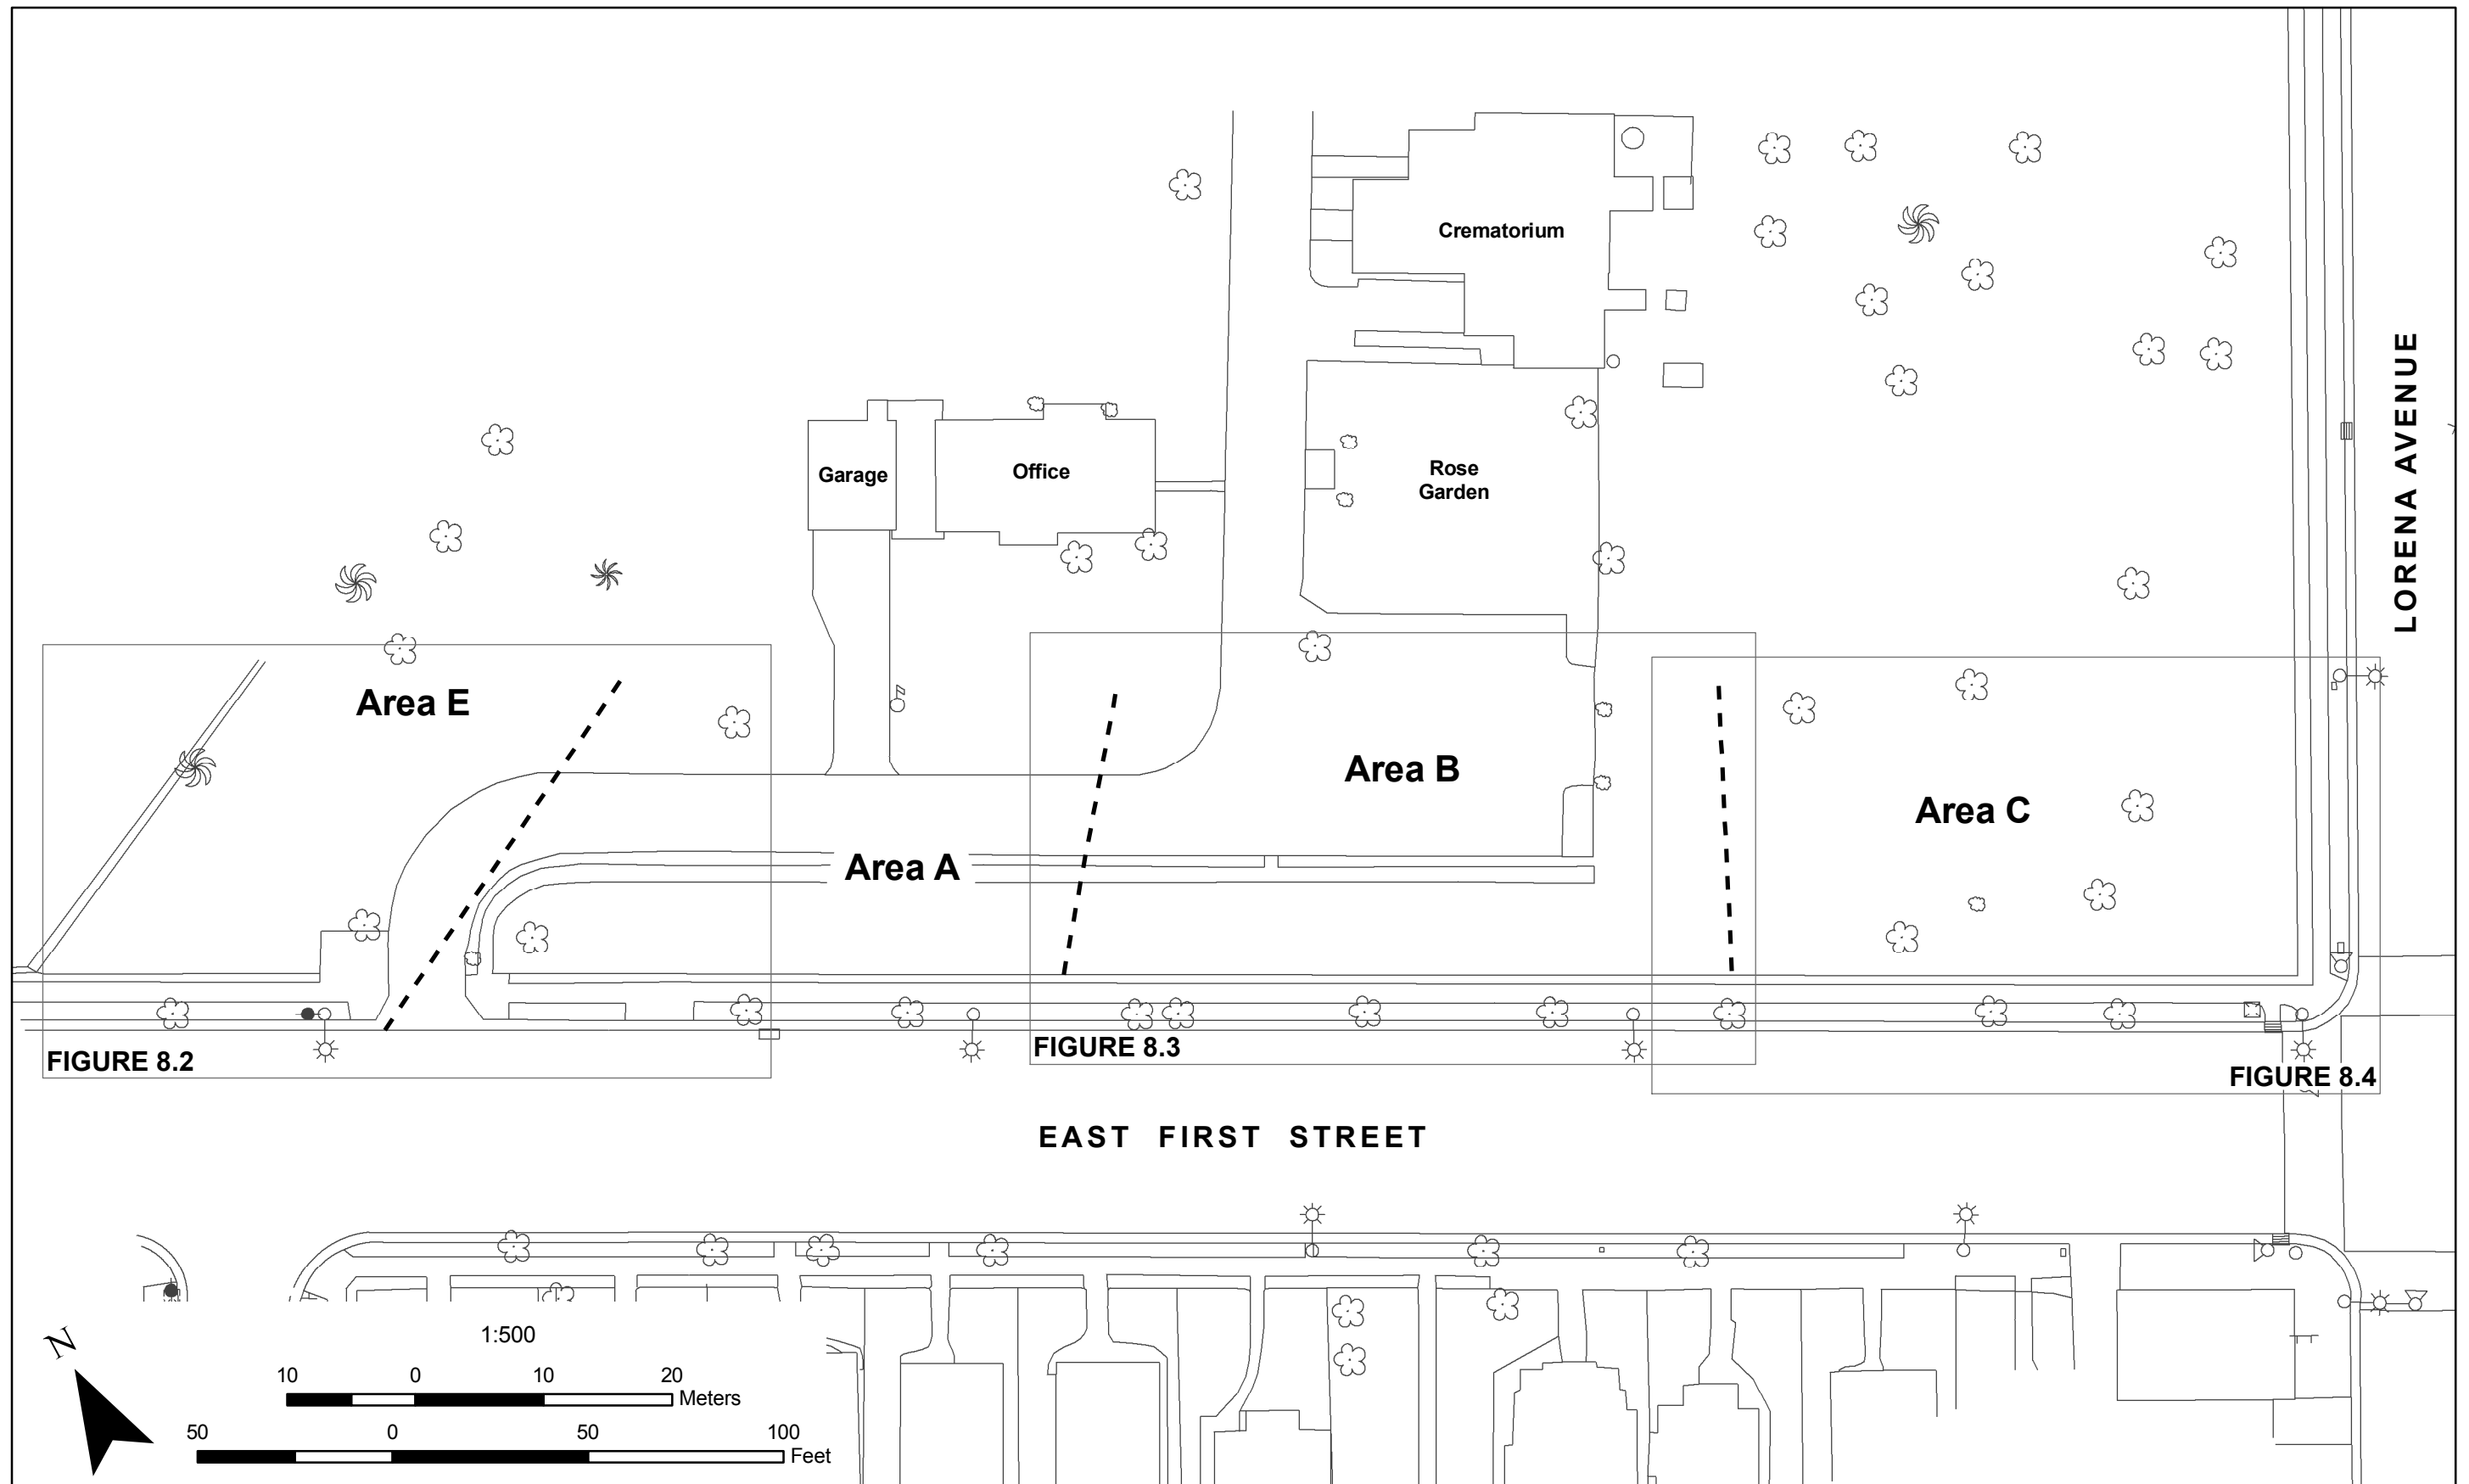 Crematorium
LORENA AVENUE
Garage
Office
Rose
Garden
Area E
Area B
Area C
Area A
FIGURE 8.2
FIGURE 8.3
FIGURE 8.4
EAST FIRST STREET
N
1:500
10 0 10 20
Meters
50 0 50 100
Feet